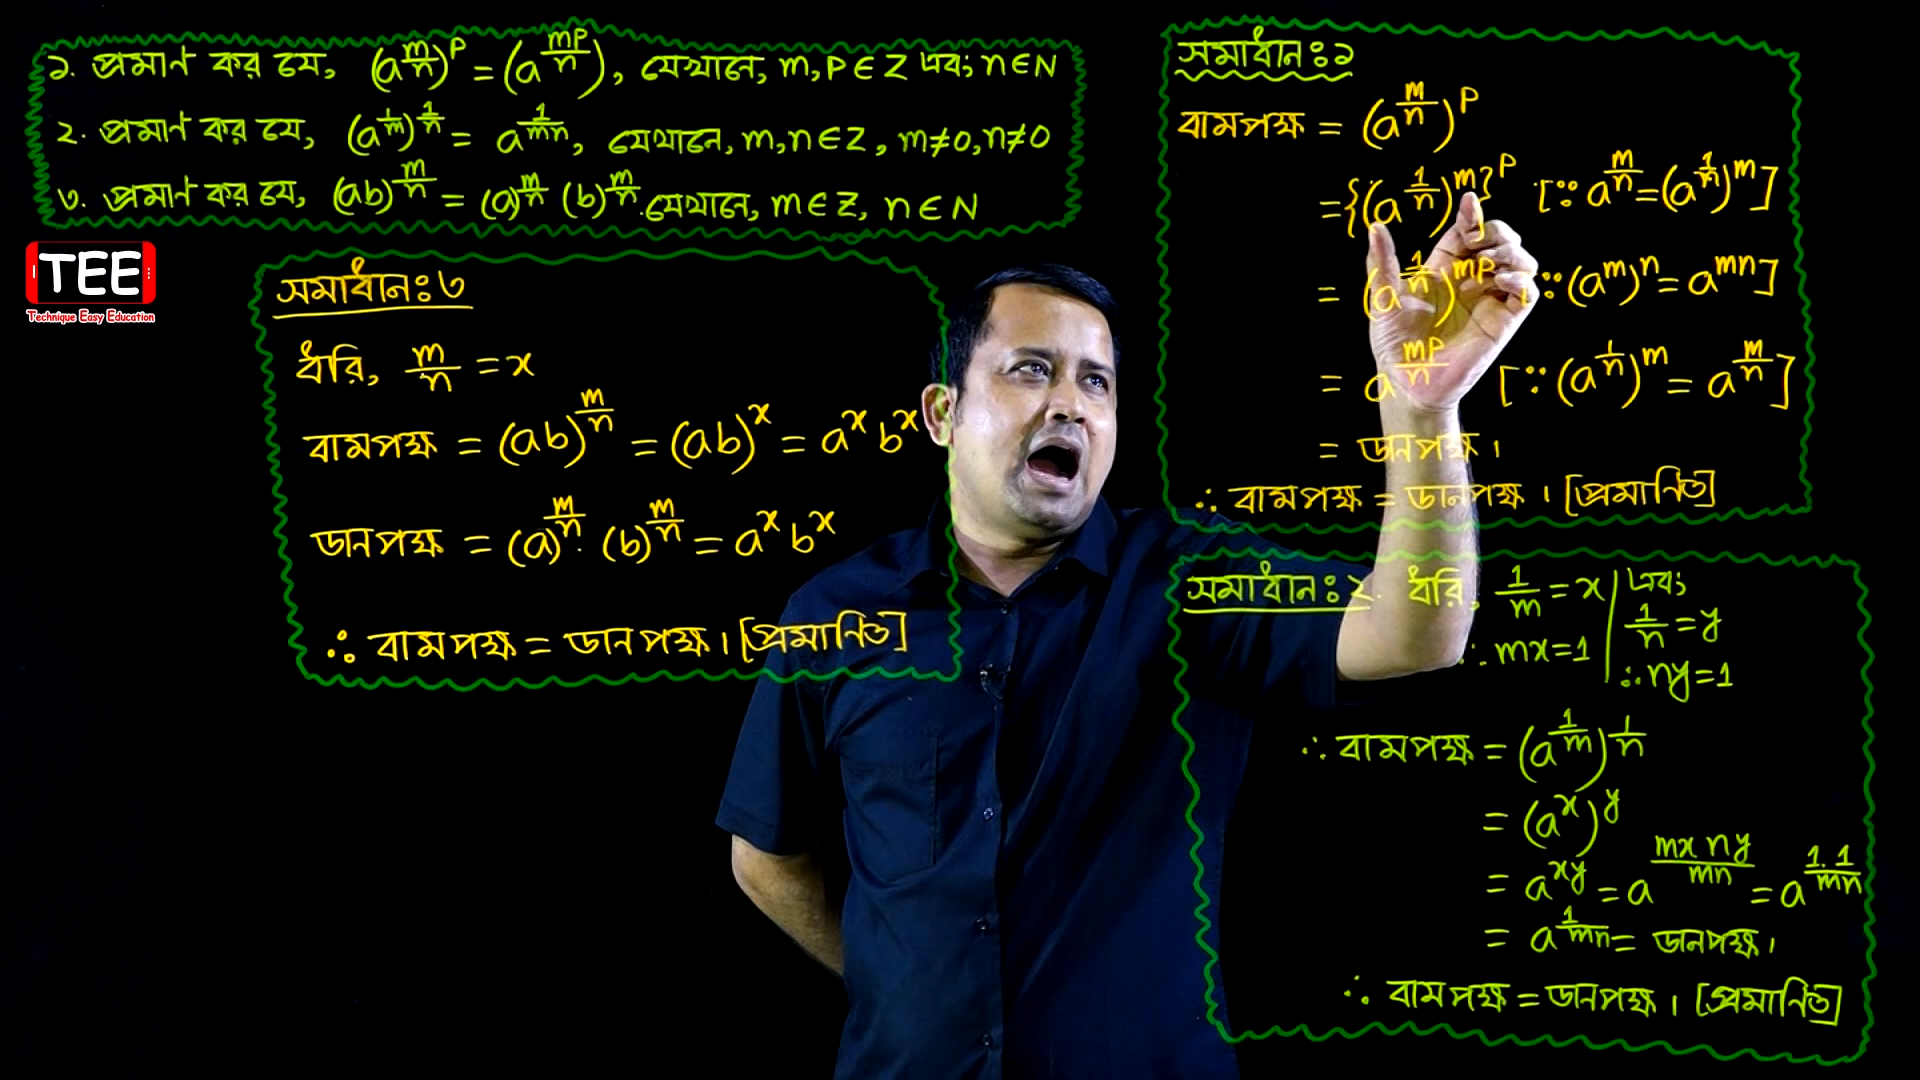 ১. প্রমাণ কর যে, (a^{m/n})^P = (a^{mP/n}), যেখানে, m, P ∈ Z এবং n ∈ N
২. প্রমাণ কর যে, (a^{1/m})^{1/n} = a^{1/mn}, যেখানে, m, n ∈ Z, m ≠ 0, n ≠ 0
৩. প্রমাণ কর যে, (ab)^{m/n} = (a)^{m/n} (b)^{m/n}. যেখানে, m ∈ Z, n ∈ N
TEE
Technique Easy Education
সমাধানঃ৩
ধরি, m/n = x
বামপক্ষ = (ab)^{m/n} = (ab)^x = a^x b^x
ডানপক্ষ = (a)^{m/n}. (b)^{m/n} = a^x b^x
∴ বামপক্ষ = ডানপক্ষ। [প্রমানিত]
সমাধানঃ১
বামপক্ষ = (a^{m/n})^P
= {(a^{1/n})^m}^P [∵ a^{m/n} = (a^{1/n})^m]
= (a^{1/n})^{mP} ∵ (a^m)^n = a^{mn}]
= a^{mP/n} [∵ (a^{1/n})^m = a^{m/n}]
= ডানপক্ষ।
∴ বামপক্ষ = ডানপক্ষ। [প্রমানিত]
সমাধানঃ২. ধরি, 1/m = x | এবং
∴ mx = 1 | 1/n = y
∴ ny = 1
∴ বামপক্ষ = (a^{1/m})^{1/n}
= (a^x)^y
= a^{xy} = a^{mx ny/mn} = a^{1.1/mn}
= a^{1/mn} = ডানপক্ষ।
∴ বামপক্ষ = ডানপক্ষ। [প্রমানিত]